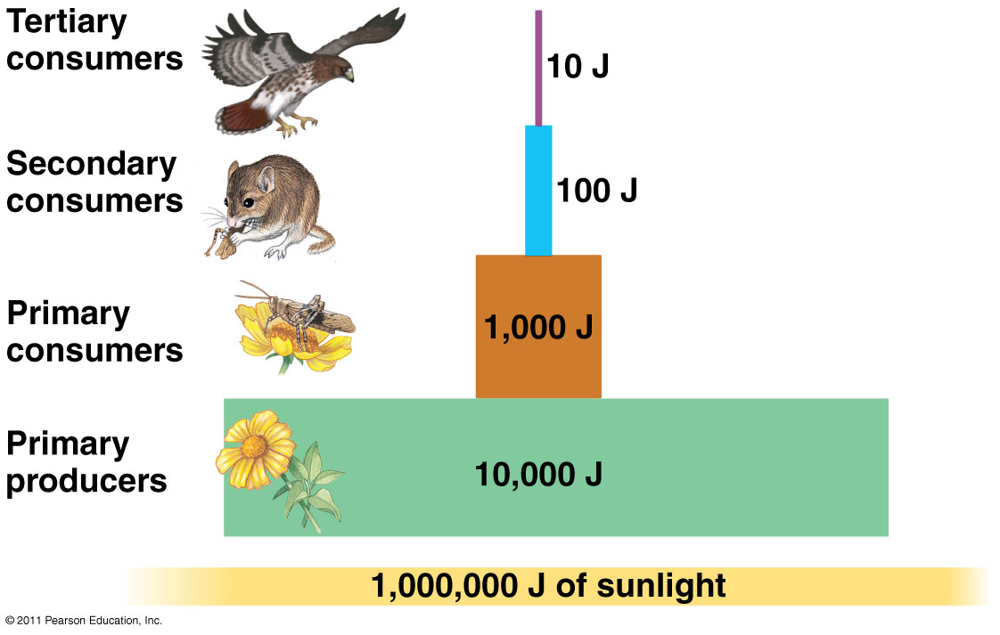 Tertiary
consumers
10 J
Secondary
consumers
100 J
Primary
consumers
1,000 J
Primary
producers
10,000 J
1,000,000 J of sunlight
© 2011 Pearson Education, Inc.